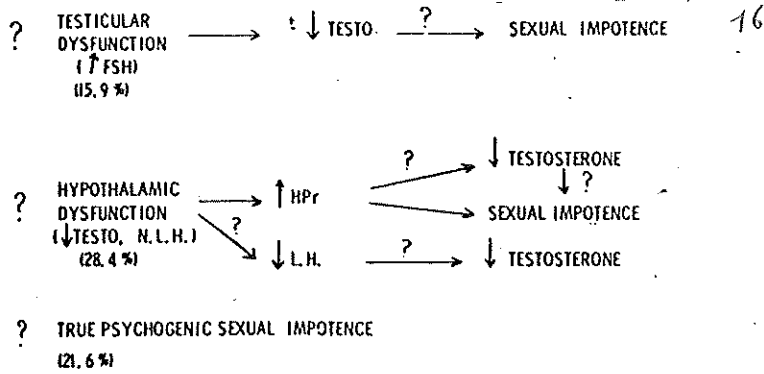 ? TESTICULAR DYSFUNCTION (↑ FSH) (15,9 %) → ± ↓ TESTO. ? → SEXUAL IMPOTENCE 16
? HYPOTHALAMIC DYSFUNCTION (↓TESTO, N.L.H.) (28,4 %) → ↑ HPr ? → ↓ TESTOSTERONE
↓ ?
→ SEXUAL IMPOTENCE
? ↓ L.H. ? → ↓ TESTOSTERONE
? TRUE PSYCHOGENIC SEXUAL IMPOTENCE
(21,6 %)